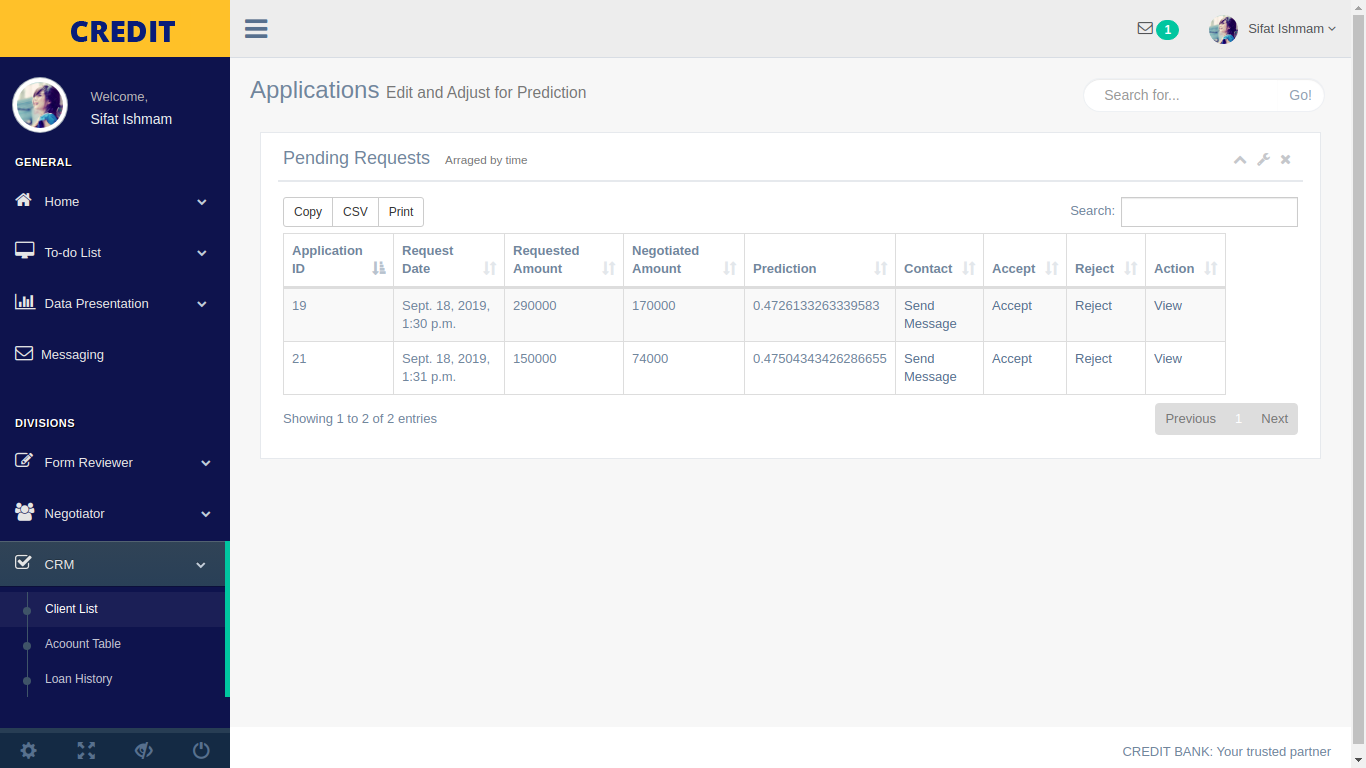 CREDIT
1
Sifat Ishmam
Welcome,
Sifat Ishmam
GENERAL
Home
To-do List
Data Presentation
Messaging
DIVISIONS
Form Reviewer
Negotiator
CRM
Client List
Acoount Table
Loan History
Applications Edit and Adjust for Prediction
Search for... Go!
Pending Requests Arraged by time
Copy CSV Print
Search:
Application ID Request Date Requested Amount Negotiated Amount Prediction Contact Accept Reject Action
19 Sept. 18, 2019, 1:30 p.m. 290000 170000 0.4726133263339583 Send Message Accept Reject View
21 Sept. 18, 2019, 1:31 p.m. 150000 74000 0.47504343426286655 Send Message Accept Reject View
Showing 1 to 2 of 2 entries
Previous 1 Next
CREDIT BANK: Your trusted partner